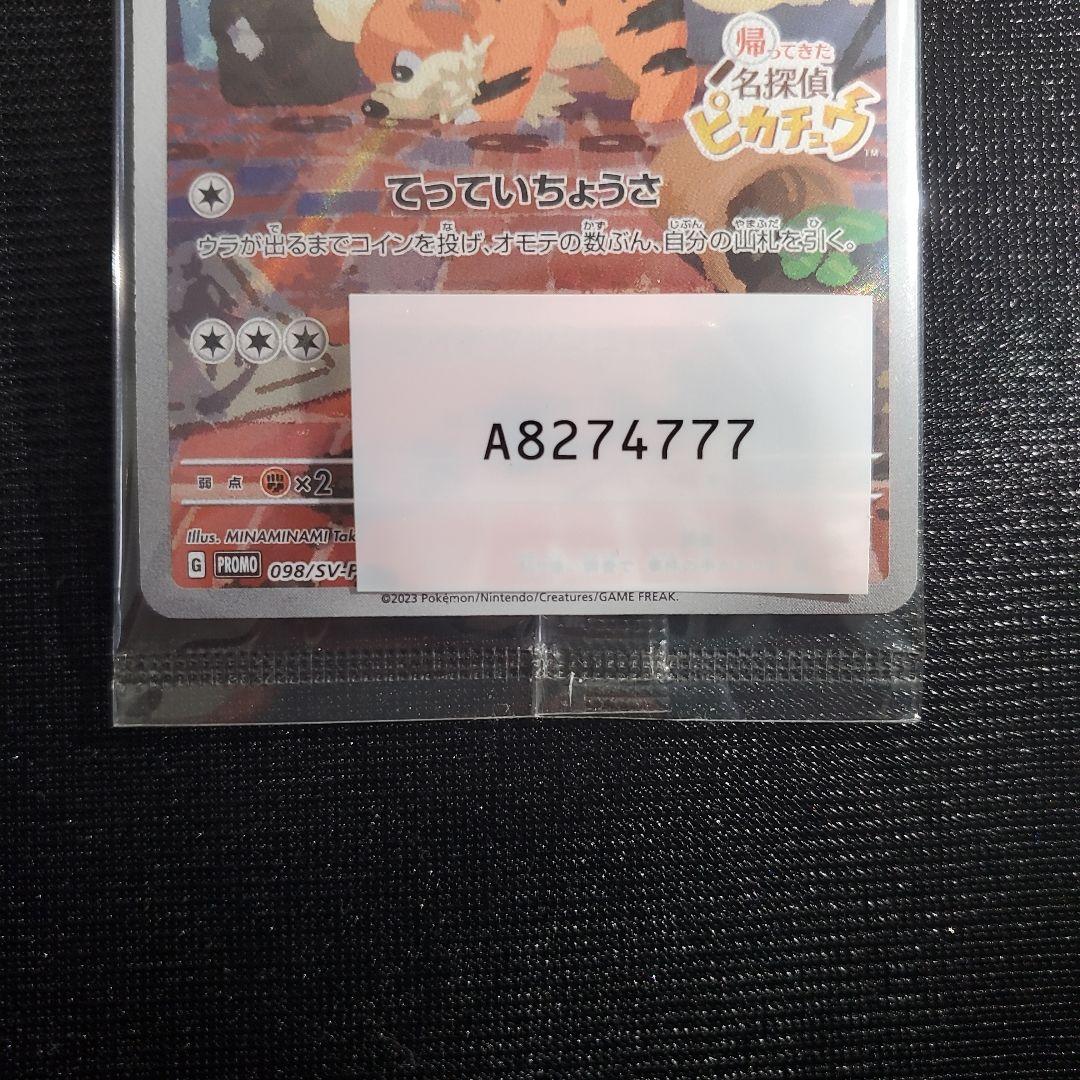 帰ってきた
名探偵
ピカチュウ
TM
てっていちょうさ
ウラが出るまでコインを投げ、オモテの数ぶん、自分の山札を引く。
A8274777
弱点 ×2
Illus. MINAMINAMI Tak
G PROMO 098/SV-P
©2023 Pokémon/Nintendo/Creatures/GAME FREAK.